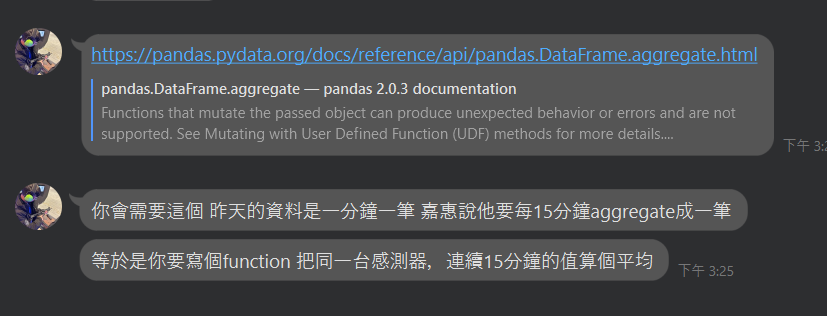 https://pandas.pydata.org/docs/reference/api/pandas.DataFrame.aggregate.html
pandas.DataFrame.aggregate — pandas 2.0.3 documentation
Functions that mutate the passed object can produce unexpected behavior or errors and are not
supported. See Mutating with User Defined Function (UDF) methods for more details....
下午
你會需要這個 昨天的資料是一分鐘一筆 嘉惠說他要每15分鐘aggregate成一筆
等於是你要寫個function 把同一台感測器，連續15分鐘的值算個平均
下午 3:25